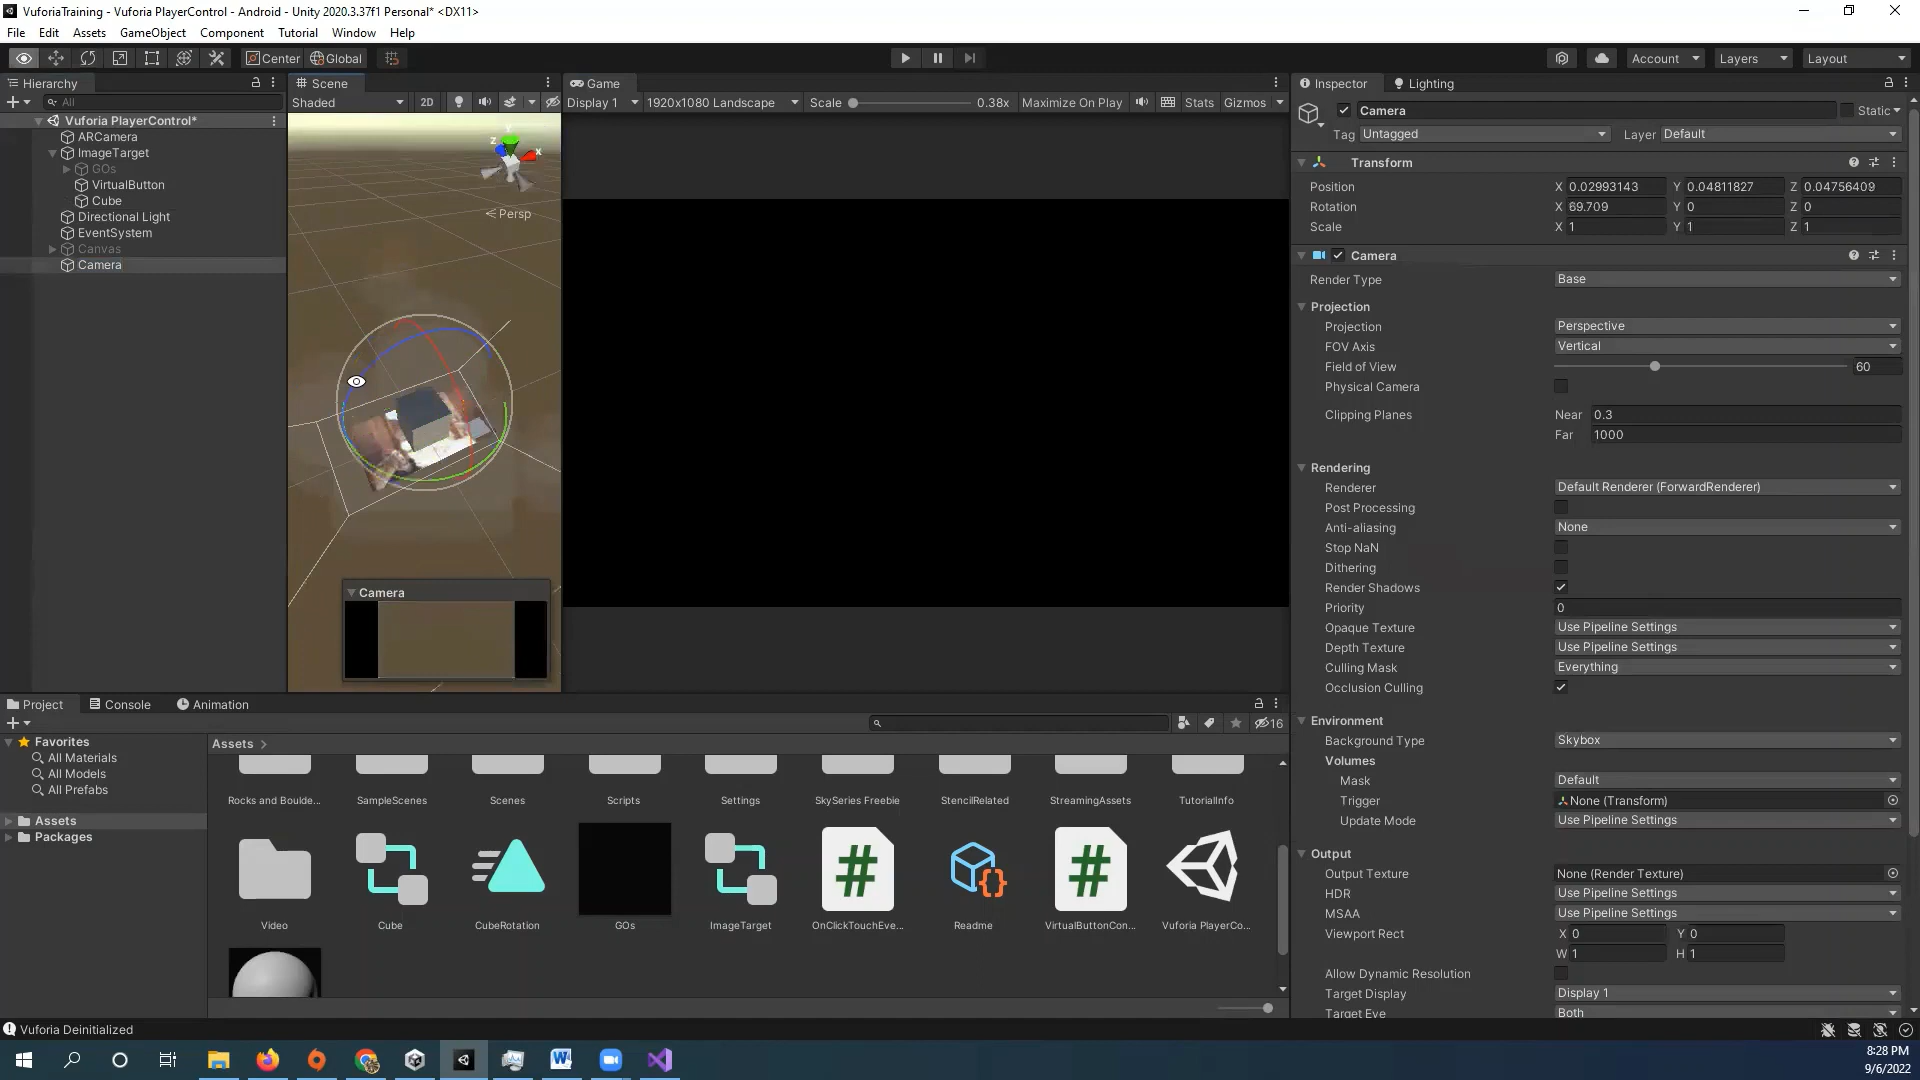 VuforiaTraining - Vuforia PlayerControl - Android - Unity 2020.3.37f1 Personal* <DX11>
File Edit Assets GameObject Component Tutorial Window Help
Center Global Account Layers Layout
Hierarchy
All
Vuforia PlayerControl*
ARCamera
ImageTarget
GOs
VirtualButton
Cube
Directional Light
EventSystem
Canvas
Camera
Scene
Shaded 2D
y
z
x
Persp
Camera
Game
Display 1 1920x1080 Landscape Scale 0.38x Maximize On Play Stats Gizmos
Inspector Lighting
Camera Static
Tag Untagged Layer Default
Transform
Position X 0.02993143 Y 0.04811827 Z 0.04756409
Rotation X 69.709 Y 0 Z 0
Scale X 1 Y 1 Z 1
Camera
Render Type Base
Projection
Projection Perspective
FOV Axis Vertical
Field of View 60
Physical Camera
Clipping Planes Near 0.3
Far 1000
Rendering
Renderer Default Renderer (ForwardRenderer)
Post Processing
Anti-aliasing None
Stop NaN
Dithering
Render Shadows
Priority 0
Opaque Texture Use Pipeline Settings
Depth Texture Use Pipeline Settings
Culling Mask Everything
Occlusion Culling
Environment
Background Type Skybox
Volumes
Mask Default
Trigger None (Transform)
Update Mode Use Pipeline Settings
Output
Output Texture None (Render Texture)
HDR Use Pipeline Settings
MSAA Use Pipeline Settings
Viewport Rect X 0 Y 0
W 1 H 1
Allow Dynamic Resolution
Target Display Display 1
Target Eye Both
Project Console Animation
16
Favorites
All Materials
All Models
All Prefabs
Assets
Packages
Assets >
Rocks and Boulde... SampleScenes Scenes Scripts Settings SkySeries Freebie StencilRelated StreamingAssets TutorialInfo
Video Cube CubeRotation GOs ImageTarget OnClickTouchEve... Readme VirtualButtonCon... Vuforia PlayerCo...
Vuforia Deinitialized
8:28 PM
9/6/2022